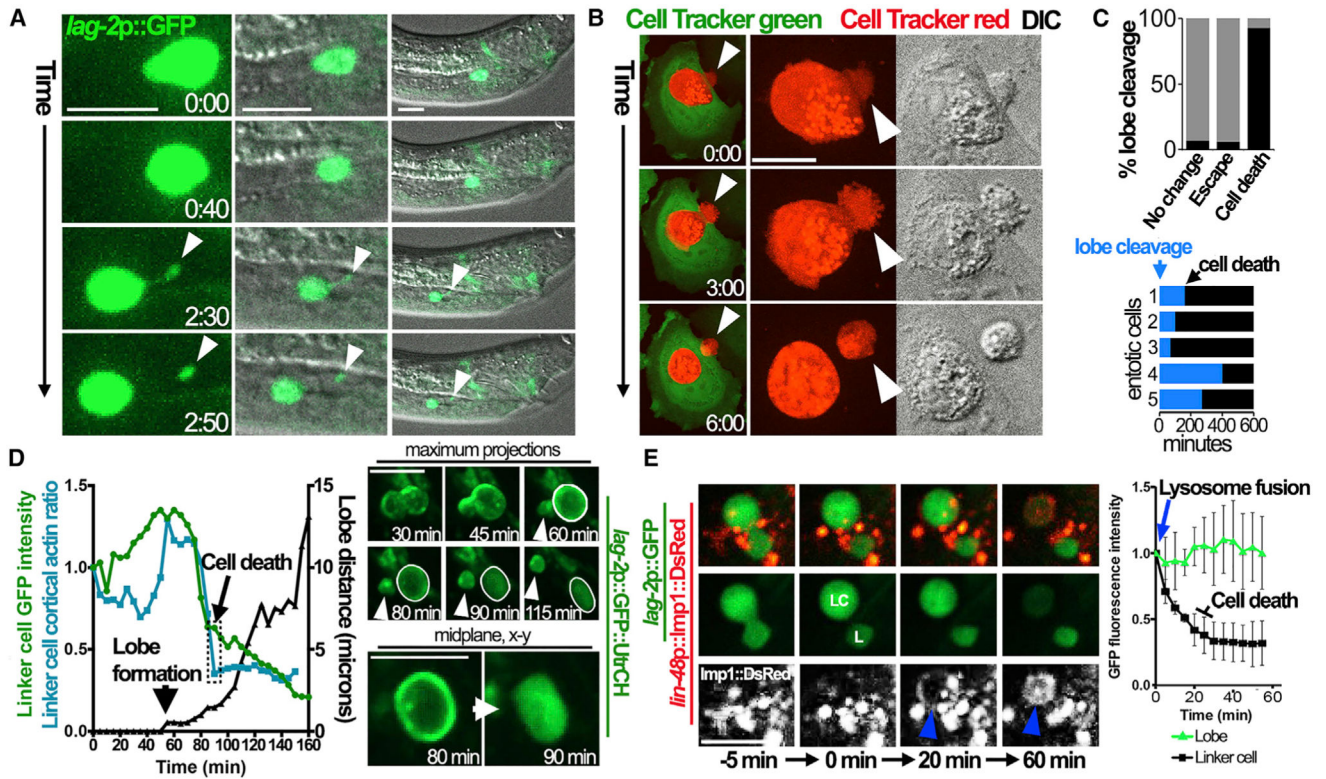 A
lag-2p::GFP
Time
0:00
0:40
2:30
2:50
B
Cell Tracker green
Cell Tracker red
DIC
Time
0:00
3:00
6:00
C
% lobe cleavage
100
50
0
No change
Escape
Cell death
lobe cleavage
cell death
entotic cells
1
2
3
4
5
0
200
400
600
minutes
D
Linker cell GFP intensity
Linker cell cortical actin ratio
1.5
1.0
0.5
0.0
Cell death
Lobe
formation
15
10
5
0
Lobe distance (microns)
0 20 40 60 80 100 120 140 160
Time (min)
maximum projections
30 min
45 min
60 min
80 min
90 min
115 min
midplane, x-y
80 min
90 min
lag-2p::GFP::UtrCH
E
lag-2p::GFP
lin-48p::Imp1::DsRed
LC
L
Imp1::DsRed
-5 min
0 min
20 min
60 min
GFP fluorescence intensity
1.5
1.0
0.5
0.0
Lysosome fusion
Cell death
0 10 20 30 40 50 60
Time (min)
Lobe
Linker cell